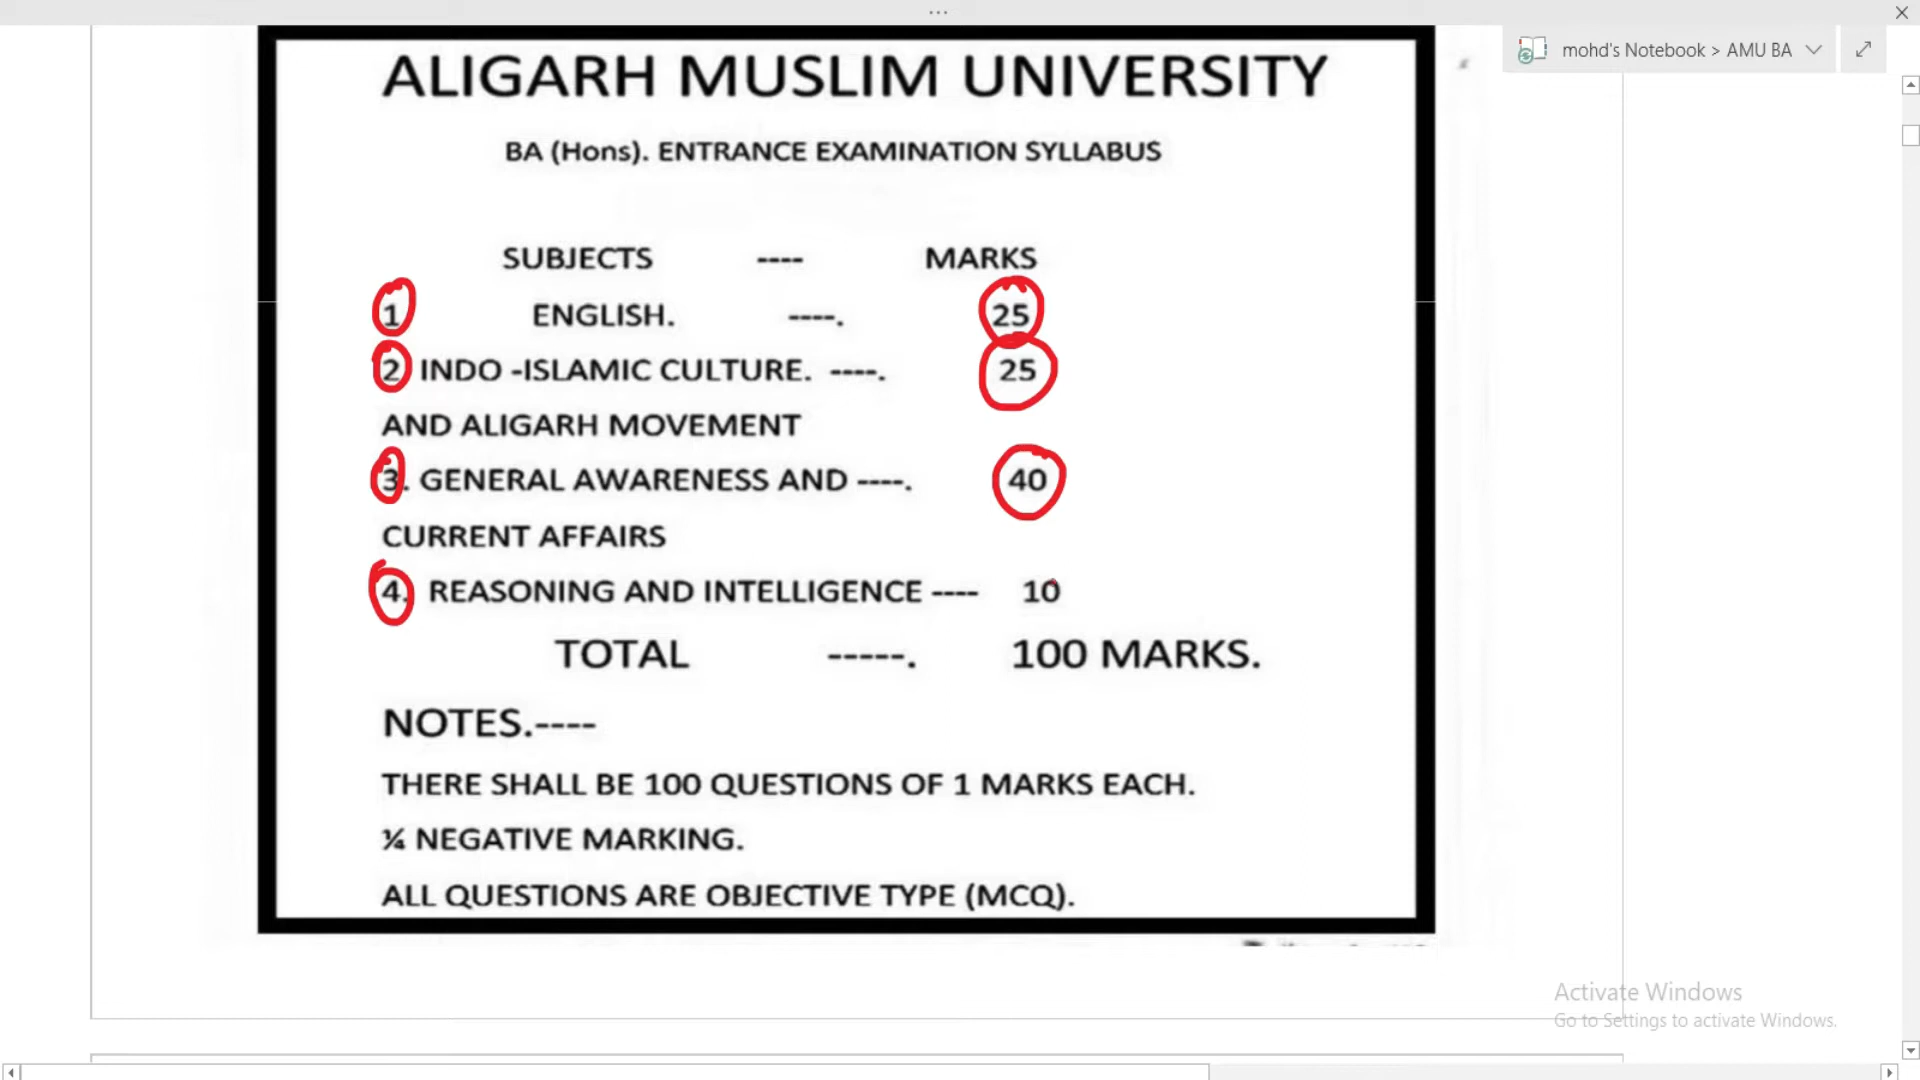 ...
mohd's Notebook > AMU BA
ALIGARH MUSLIM UNIVERSITY
BA (Hons). ENTRANCE EXAMINATION SYLLABUS
SUBJECTS ---- MARKS
1 ENGLISH. ----. 25
2 INDO -ISLAMIC CULTURE. ----. 25
AND ALIGARH MOVEMENT
3. GENERAL AWARENESS AND ----. 40
CURRENT AFFAIRS
4. REASONING AND INTELLIGENCE ---- 10
TOTAL -----. 100 MARKS.
NOTES.----
THERE SHALL BE 100 QUESTIONS OF 1 MARKS EACH.
¼ NEGATIVE MARKING.
ALL QUESTIONS ARE OBJECTIVE TYPE (MCQ).
Activate Windows
Go to Settings to activate Windows.